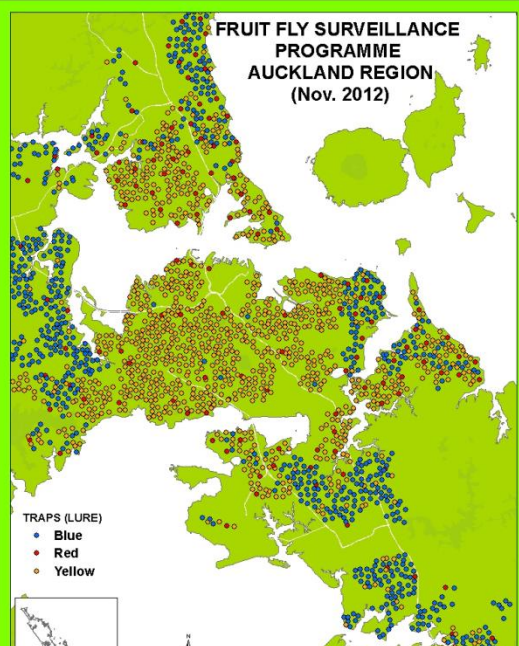 FRUIT FLY SURVEILLANCE
PROGRAMME
AUCKLAND REGION
(Nov. 2012)
TRAPS (LURE)
Blue
Red
Yellow
N